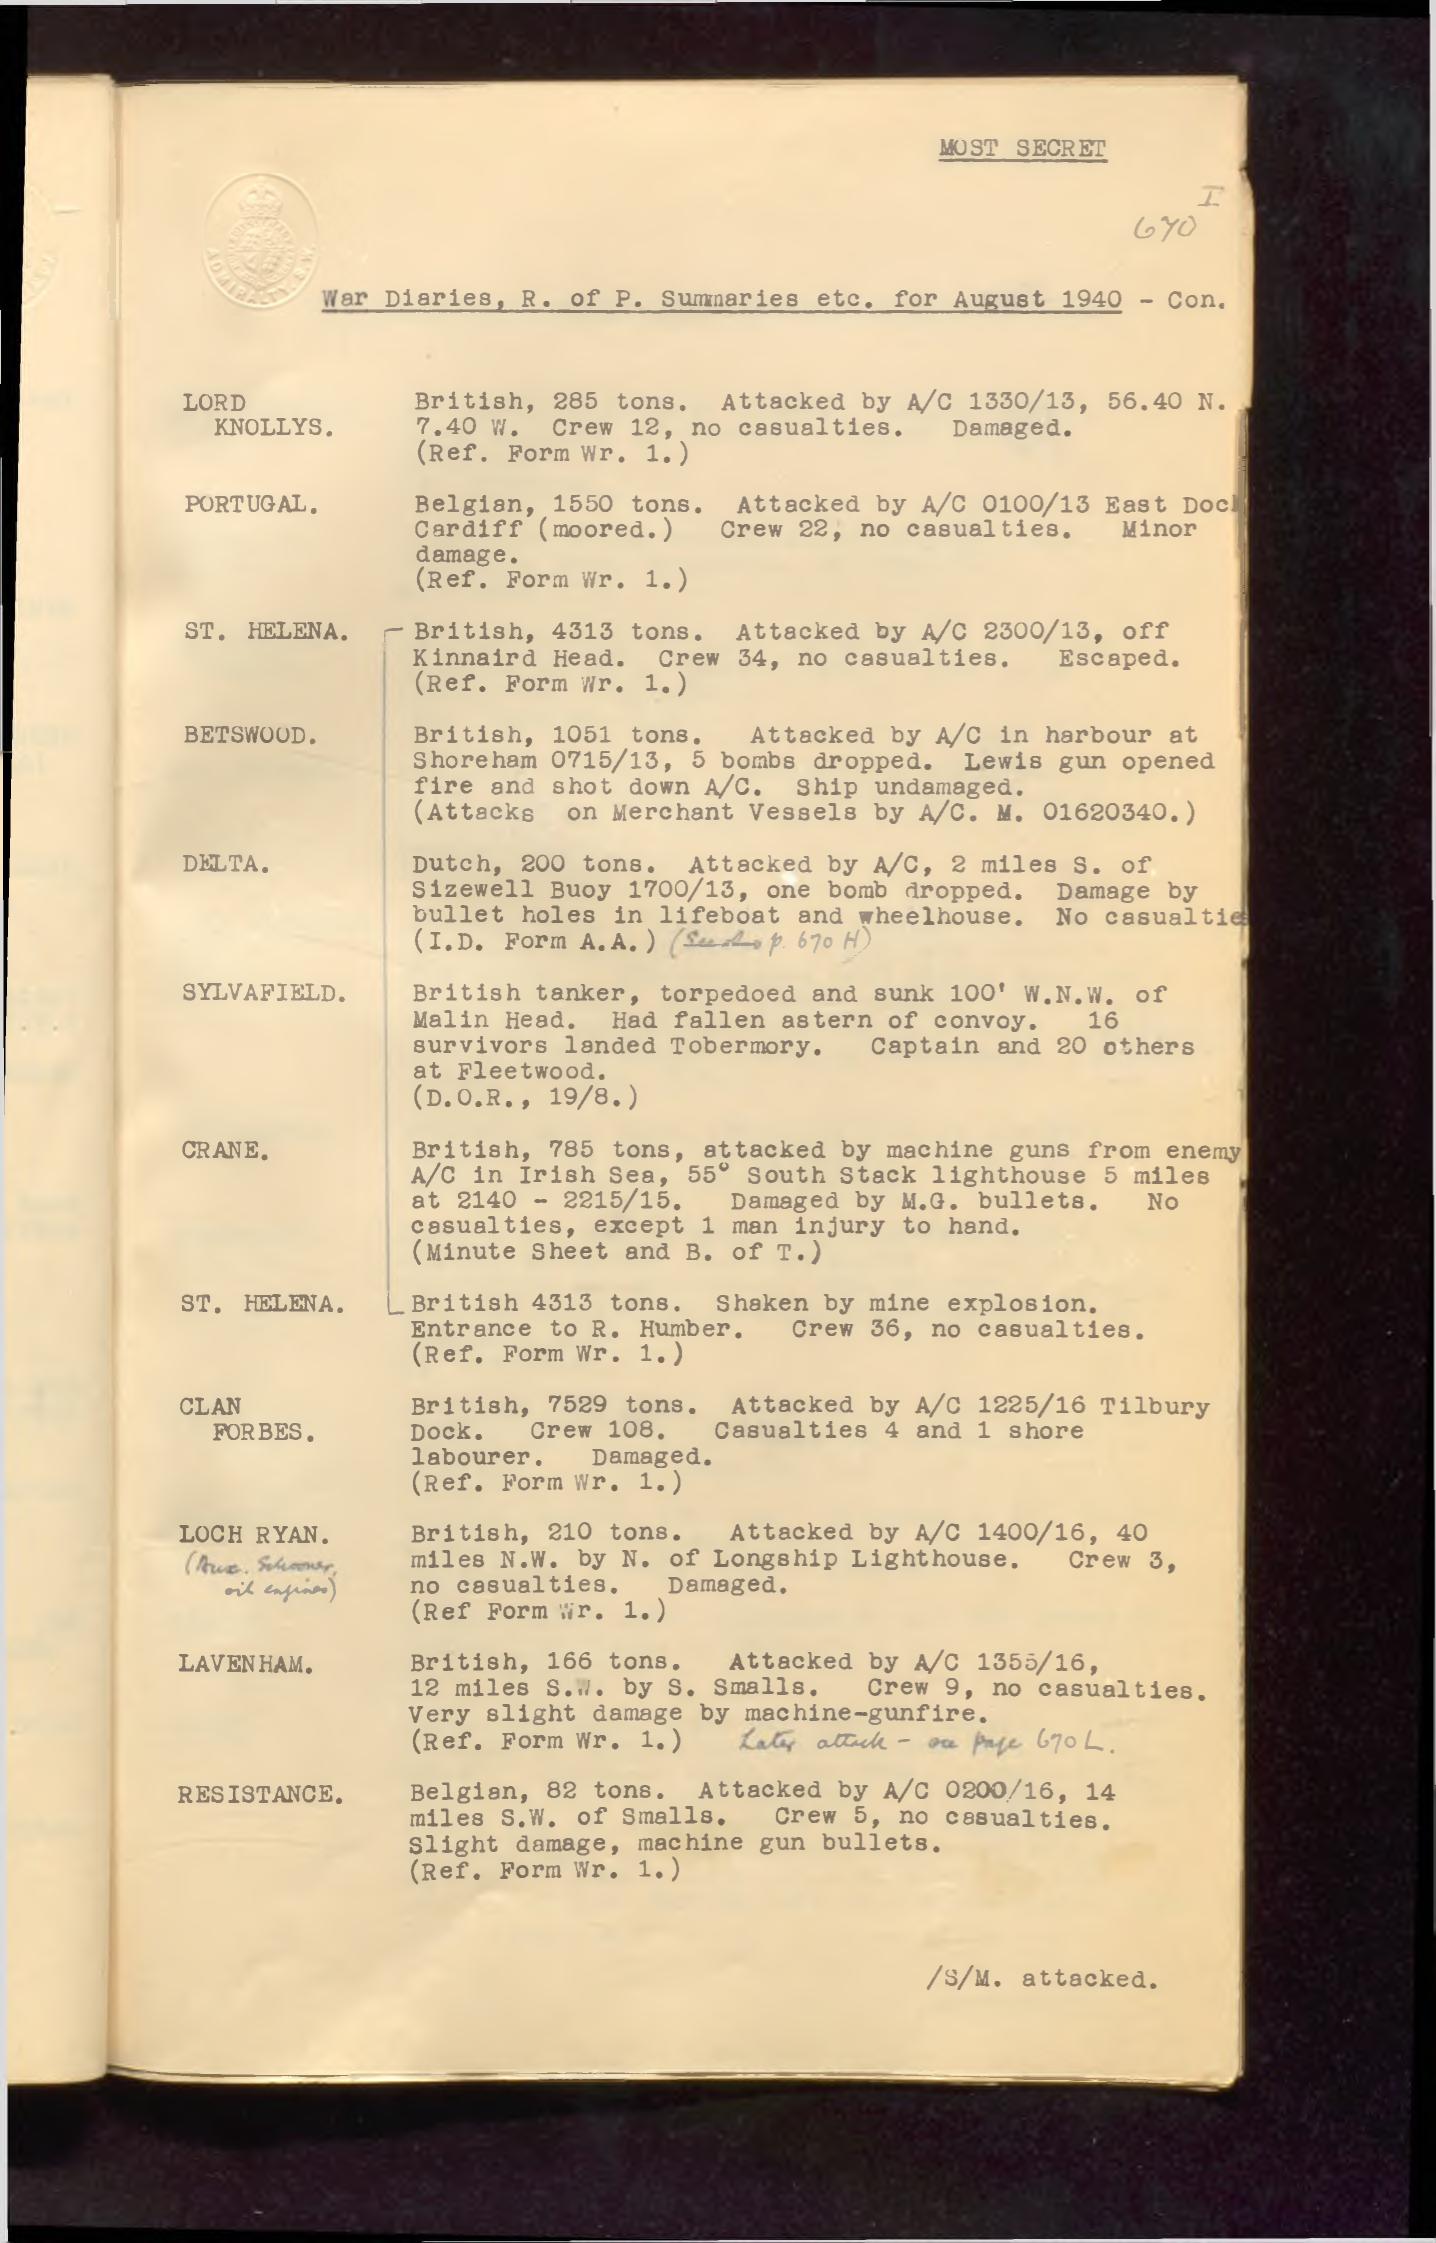 MOST SECRET
I
670
ADMIRALTY. S.W.
War Diaries, R. of P. Summaries etc. for August 1940 - Con.
LORD KNOLLYS.
British, 285 tons. Attacked by A/C 1330/13, 56.40 N.
7.40 W. Crew 12, no casualties. Damaged.
(Ref. Form Wr. 1.)
PORTUGAL.
Belgian, 1550 tons. Attacked by A/C 0100/13 East Doc
Cardiff (moored.) Crew 22, no casualties. Minor
damage.
(Ref. Form Wr. 1.)
ST. HELENA.
British, 4313 tons. Attacked by A/C 2300/13, off
Kinnaird Head. Crew 34, no casualties. Escaped.
(Ref. Form Wr. 1.)
BETSWOOD.
British, 1051 tons. Attacked by A/C in harbour at
Shoreham 0715/13, 5 bombs dropped. Lewis gun opened
fire and shot down A/C. Ship undamaged.
(Attacks on Merchant Vessels by A/C. M. 01620340.)
DELTA.
Dutch, 200 tons. Attacked by A/C, 2 miles S. of
Sizewell Buoy 1700/13, one bomb dropped. Damage by
bullet holes in lifeboat and wheelhouse. No casualtie
(I.D. Form A.A.) (See also p. 670 H)
SYLVAFIELD.
British tanker, torpedoed and sunk 100' W.N.W. of
Malin Head. Had fallen astern of convoy. 16
survivors landed Tobermory. Captain and 20 others
at Fleetwood.
(D.O.R., 19/8.)
CRANE.
British, 785 tons, attacked by machine guns from enemy
A/C in Irish Sea, 55° South Stack lighthouse 5 miles
at 2140 - 2215/15. Damaged by M.G. bullets. No
casualties, except 1 man injury to hand.
(Minute Sheet and B. of T.)
ST. HELENA.
British 4313 tons. Shaken by mine explosion.
Entrance to R. Humber. Crew 36, no casualties.
(Ref. Form Wr. 1.)
CLAN FORBES.
British, 7529 tons. Attacked by A/C 1225/16 Tilbury
Dock. Crew 108. Casualties 4 and 1 shore
labourer. Damaged.
(Ref. Form Wr. 1.)
LOCH RYAN.
(Aux. Schooner,
oil engines)
British, 210 tons. Attacked by A/C 1400/16, 40
miles N.W. by N. of Longship Lighthouse. Crew 3,
no casualties. Damaged.
(Ref Form Wr. 1.)
LAVENHAM.
British, 166 tons. Attacked by A/C 1355/16,
12 miles S.W. by S. Smalls. Crew 9, no casualties.
Very slight damage by machine-gunfire.
(Ref. Form Wr. 1.) Later attack - see page 670 L.
RESISTANCE.
Belgian, 82 tons. Attacked by A/C 0200/16, 14
miles S.W. of Smalls. Crew 5, no casualties.
Slight damage, machine gun bullets.
(Ref. Form Wr. 1.)
/S/M. attacked.